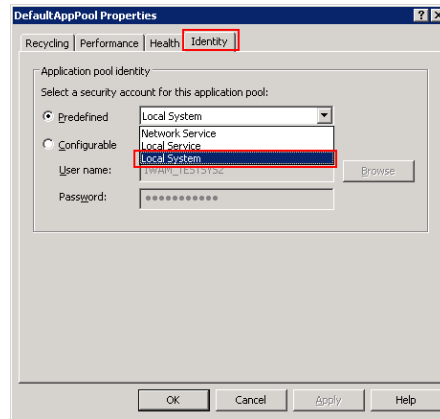 DefaultAppPool Properties
Recycling Performance Health Identity
Application pool identity
Select a security account for this application pool:
Predefined Local System
Network Service
Configurable Local Service
Local System
User name: IWAM_TESTSYS2 Browse
Password: ●●●●●●●●●●●
OK Cancel Apply Help